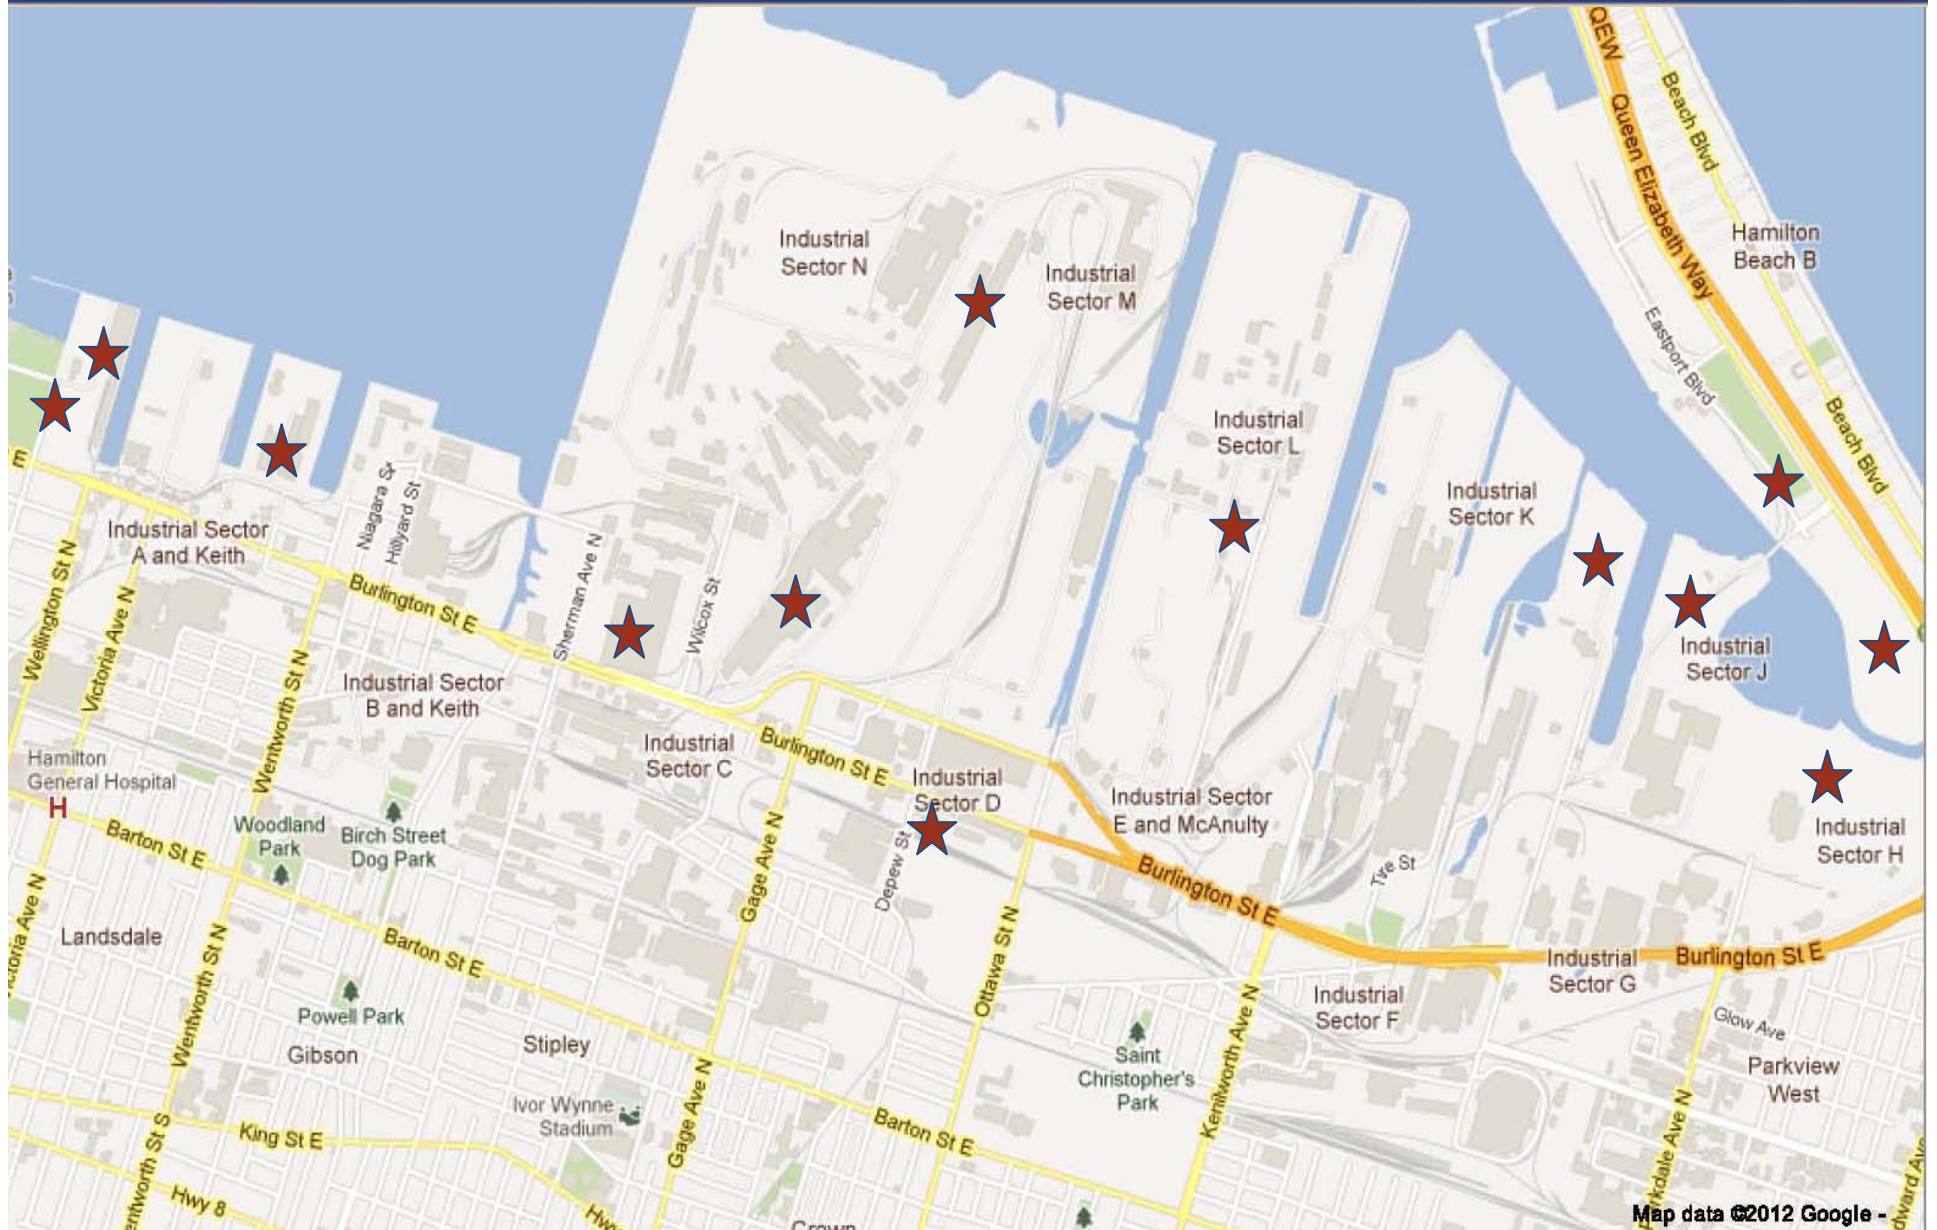 QEW
Queen Elizabeth Way
Beach Blvd
Hamilton
Beach B
Eastport Blvd
Beach Blvd
Industrial
Sector N
Industrial
Sector M
Industrial
Sector L
Industrial
Sector K
Industrial
Sector J
E
Niagara St
Hillyard St
Industrial Sector
A and Keith
Burlington St E
Sherman Ave N
Wilcox St
Wellington St N
Victoria Ave N
Wentworth St N
Industrial Sector
B and Keith
Industrial
Sector C
Burlington St E
Industrial
Sector D
Industrial Sector
E and McAnulty
Industrial
Sector H
Hamilton
General Hospital
H
Barton St E
Woodland
Park
Birch Street
Dog Park
Gage Ave N
Depew St
Burlington St E
Tire St
Landsdale
Wentworth St N
Barton St E
Ottawa St N
Industrial
Sector G
Burlington St E
Industrial
Sector F
Glow Ave
Powell Park
Gibson
Stipley
Saint
Christopher's
Park
Kenilworth Ave N
Parkview
West
Ivor Wynne
Stadium
Gage Ave N
Barton St E
King St E
Hwy 8
Map data ©2012 Google -